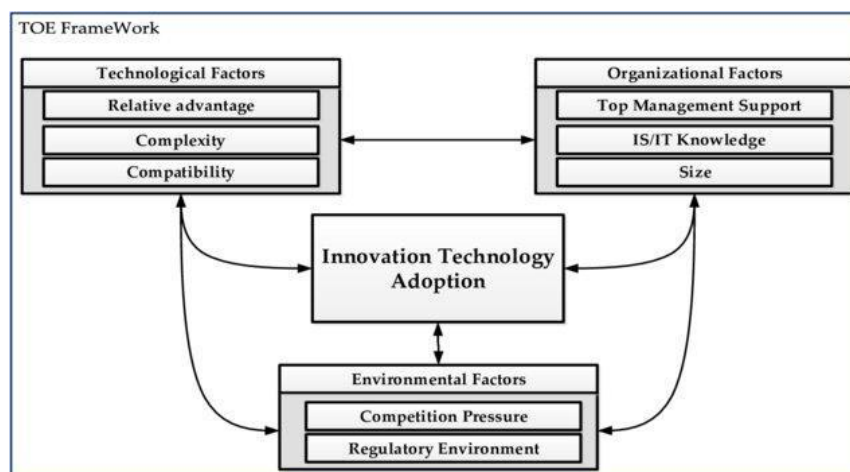 TOE FrameWork
Technological Factors
Relative advantage
Complexity
Compatibility
Organizational Factors
Top Management Support
IS/IT Knowledge
Size
Innovation Technology
Adoption
Environmental Factors
Competition Pressure
Regulatory Environment